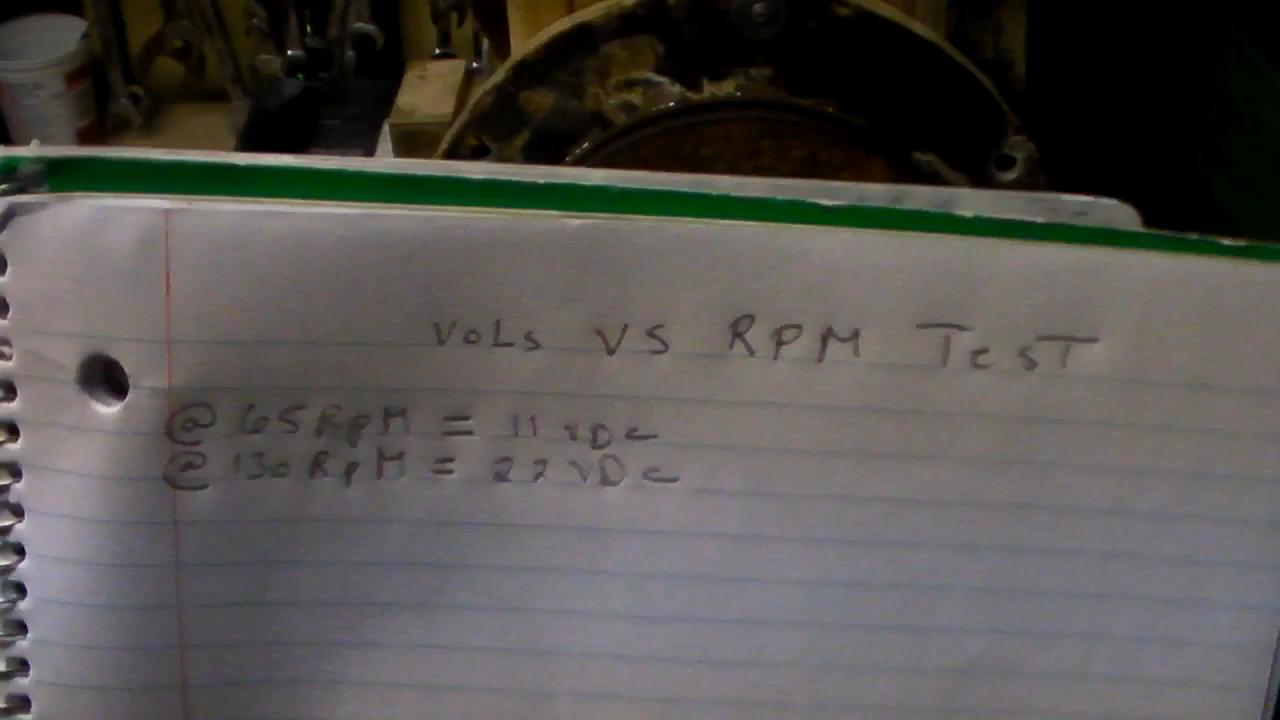 VoLs VS RPM TesT
@ 65 RpM = 11 vDc
@ 130 RpM = 22 vDc